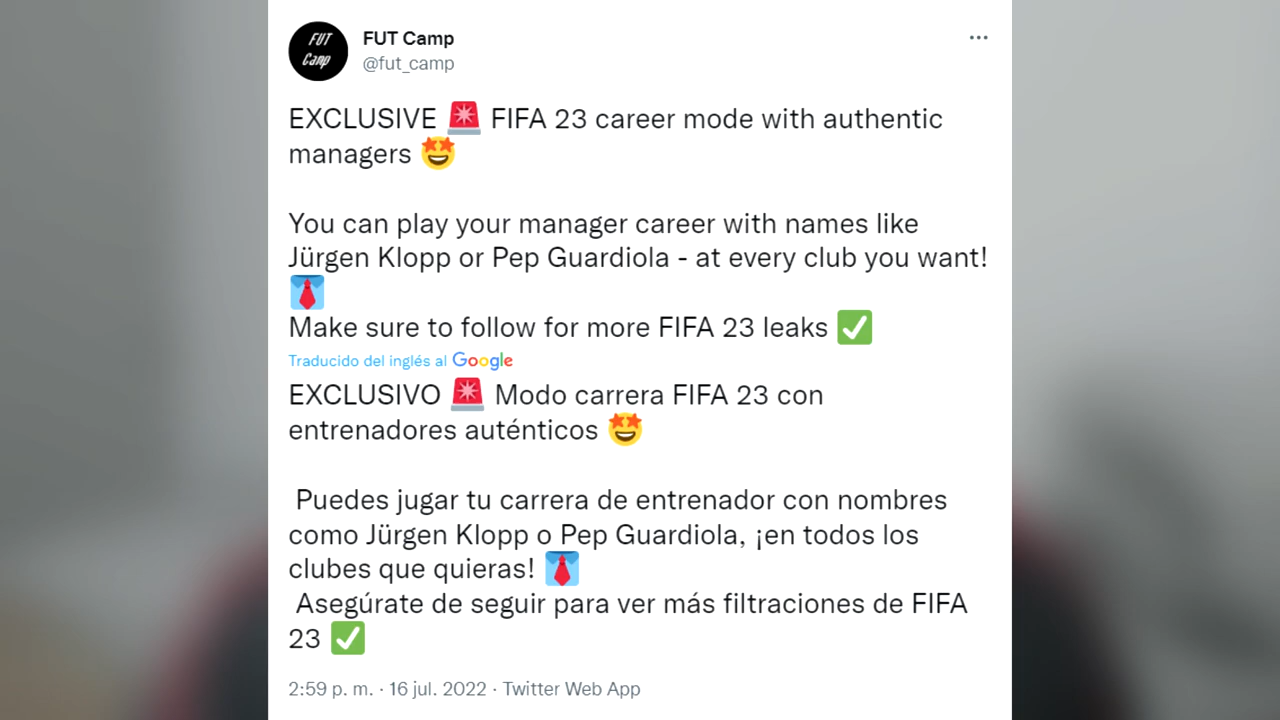 FUT Camp
FUT
Camp
@fut_camp
EXCLUSIVE 🚨 FIFA 23 career mode with authentic
managers 🤩
You can play your manager career with names like
Jürgen Klopp or Pep Guardiola - at every club you want!
👔
Make sure to follow for more FIFA 23 leaks ✅
Traducido del inglés al Google
EXCLUSIVO 🚨 Modo carrera FIFA 23 con
entrenadores auténticos 🤩
Puedes jugar tu carrera de entrenador con nombres
como Jürgen Klopp o Pep Guardiola, ¡en todos los
clubes que quieras! 👔
Asegúrate de seguir para ver más filtraciones de FIFA
23 ✅
2:59 p. m. · 16 jul. 2022 · Twitter Web App